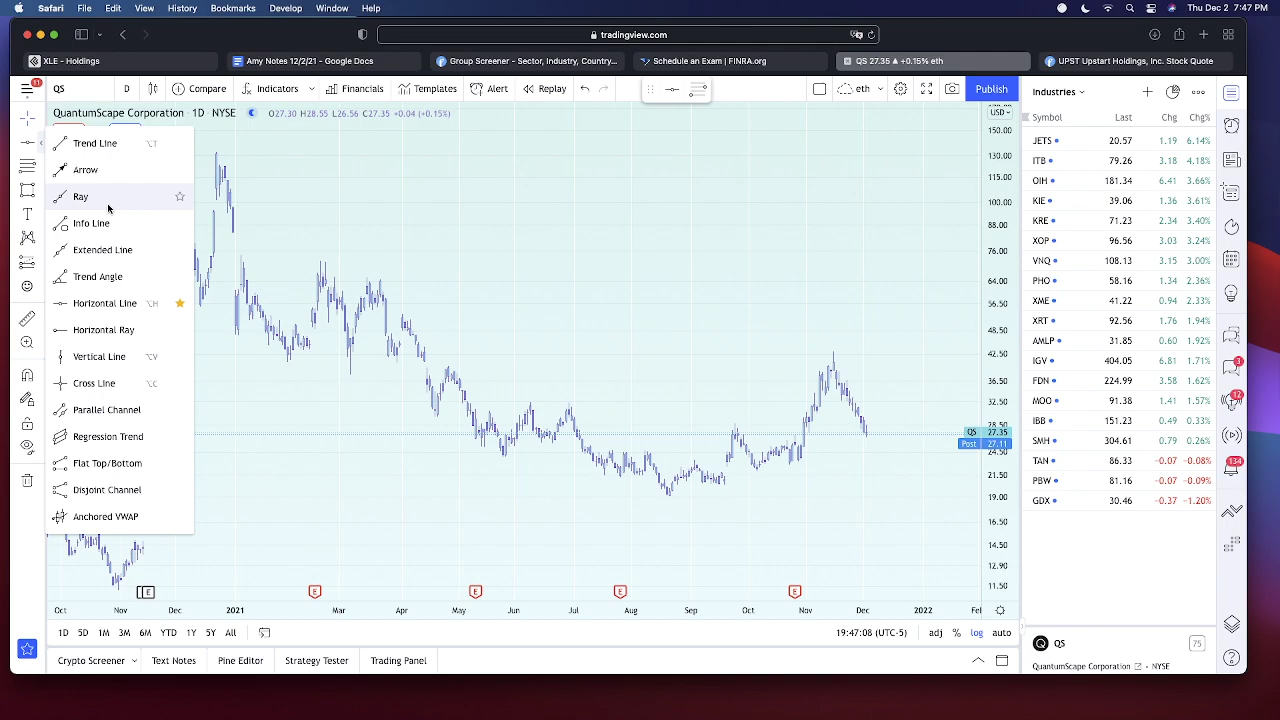 Safari File Edit View History Bookmarks Develop Window Help Thu Dec 2 7:47 PM
tradingview.com
XLE - Holdings
Amy Notes 12/2/21 - Google Docs
Group Screener - Sector, Industry, Country...
Schedule an Exam | FINRA.org
QS 27.35 ▲ +0.15% eth
UPST Upstart Holdings, Inc. Stock Quote
QS D Compare Indicators Financials Templates Alert Replay eth Publish
QuantumScape Corporation · 1D · NYSE O27.30 H28.55 L26.56 C27.35 +0.04 (+0.15%)
USD
Trend Line ⌥T
Arrow
Ray
Info Line
Extended Line
Trend Angle
Horizontal Line ⌥H
Horizontal Ray
Vertical Line ⌥V
Cross Line ⌥C
Parallel Channel
Regression Trend
Flat Top/Bottom
Disjoint Channel
Anchored VWAP
150.00
130.00
115.00
100.00
88.00
76.00
64.00
56.50
48.50
42.50
36.50
32.50
28.50
QS 27.35
Post 27.11
24.50
21.50
19.00
16.50
14.50
12.90
11.50
E E E E E
Oct Nov Dec 2021 Mar Apr May Jun Jul Aug Sep Oct Nov Dec 2022 Fe
1D 5D 1M 3M 6M YTD 1Y 5Y All 19:47:08 (UTC-5) adj % log auto
Crypto Screener Text Notes Pine Editor Strategy Tester Trading Panel
Industries
Symbol Last Chg Chg%
JETS 20.57 1.19 6.14%
ITB 79.26 3.18 4.18%
OIH 181.34 6.41 3.66%
KIE 39.06 1.36 3.61%
KRE 71.23 2.34 3.40%
XOP 96.56 3.03 3.24%
VNQ 108.13 3.15 3.00%
PHO 58.16 1.34 2.36%
XME 41.22 0.94 2.33%
XRT 92.56 1.76 1.94%
AMLP 31.85 0.60 1.92%
IGV 404.05 6.81 1.71%
FDN 224.99 3.58 1.62%
MOO 91.38 1.41 1.57%
IBB 151.23 0.49 0.33%
SMH 304.61 0.79 0.26%
TAN 86.33 -0.07 -0.08%
PBW 81.16 -0.07 -0.09%
GDX 30.46 -0.37 -1.20%
3
12
134
QS 75
QuantumScape Corporation · NYSE